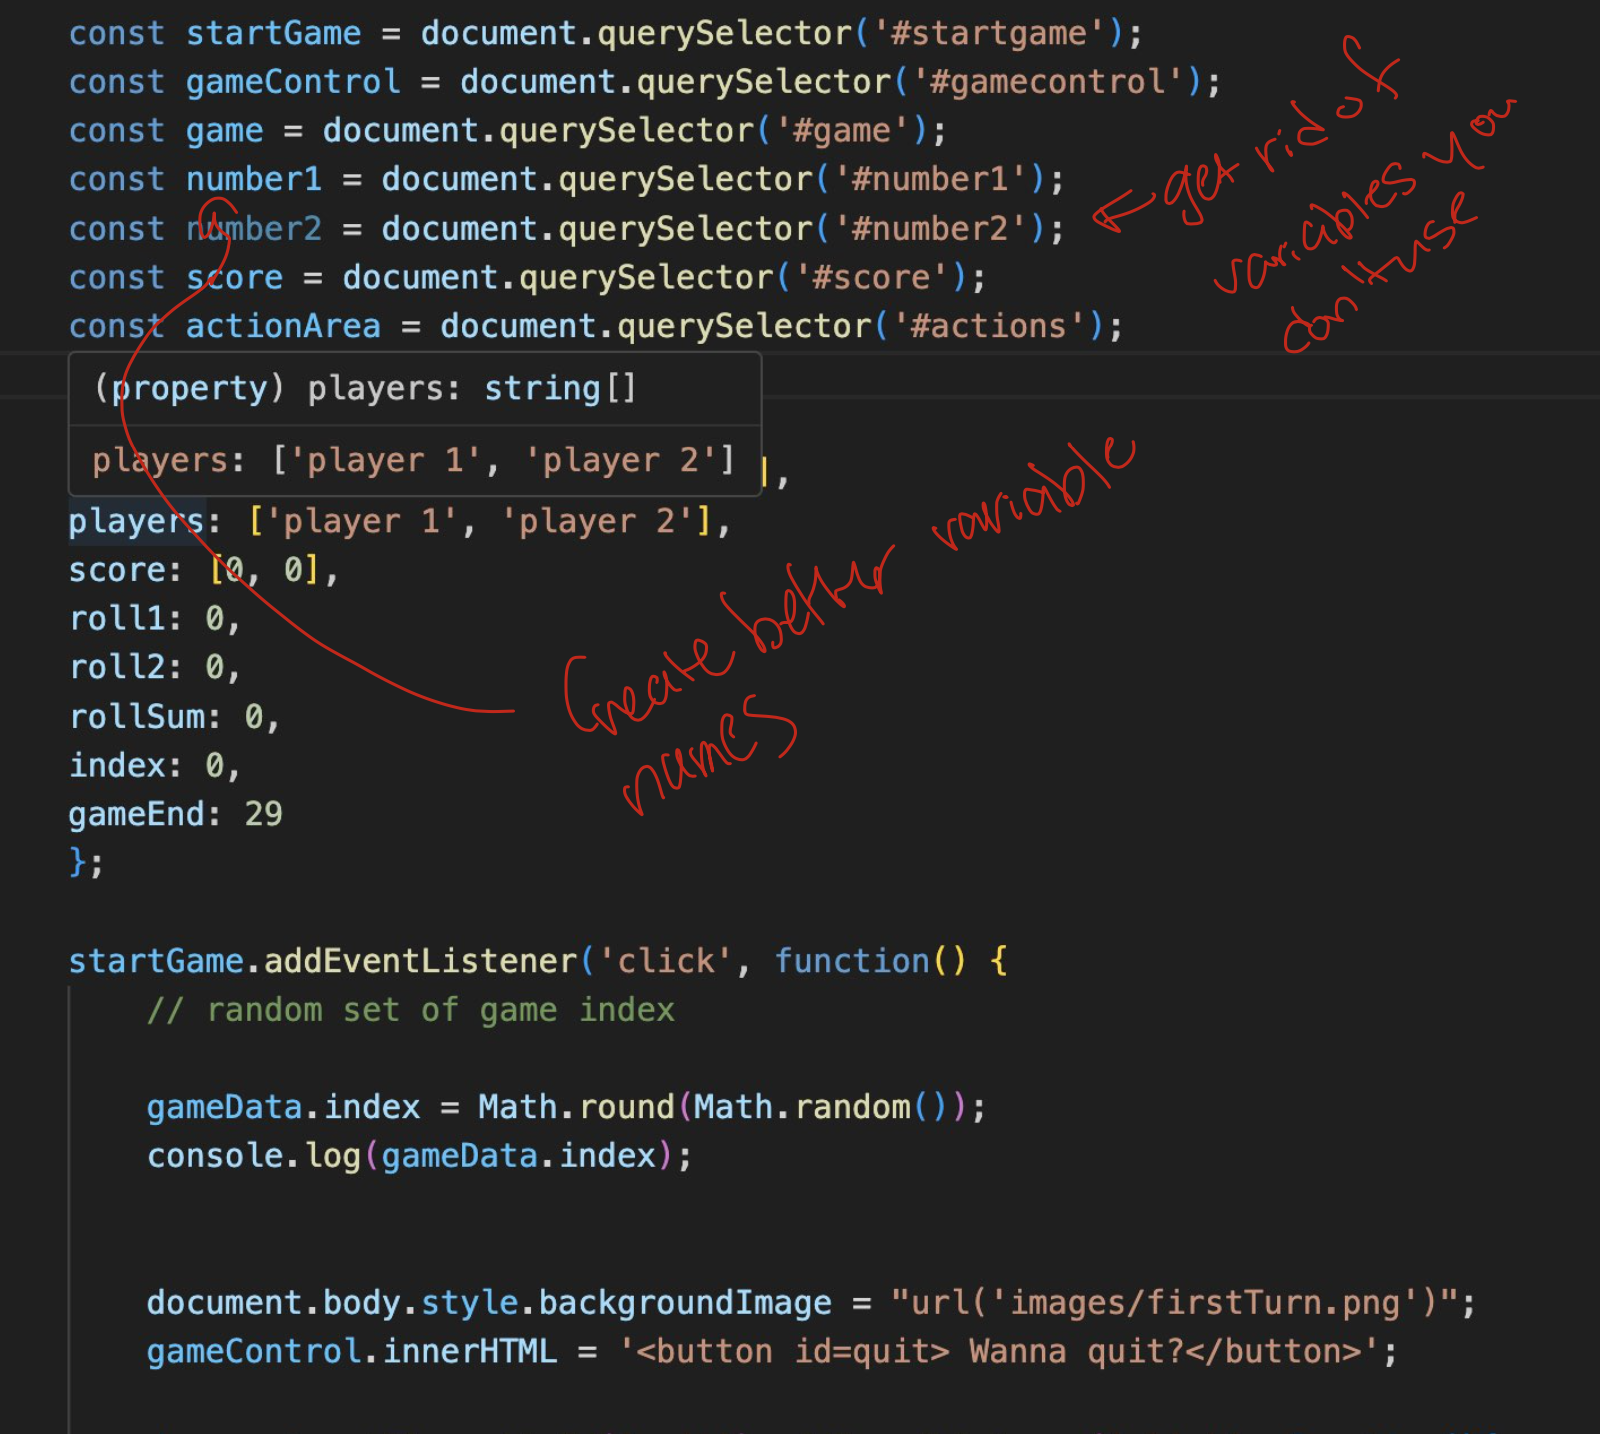 const startGame = document.querySelector('#startgame');
const gameControl = document.querySelector('#gamecontrol');
const game = document.querySelector('#game');
const number1 = document.querySelector('#number1');
const number2 = document.querySelector('#number2');
const score = document.querySelector('#score');
const actionArea = document.querySelector('#actions');
← get rid of
variables you
don't use
(property) players: string[]
players: ['player 1', 'player 2']
],
players: ['player 1', 'player 2'],
score: [0, 0],
roll1: 0,
roll2: 0,
rollSum: 0,
index: 0,
gameEnd: 29
};
Create better variable
names
startGame.addEventListener('click', function() {
// random set of game index
gameData.index = Math.round(Math.random());
console.log(gameData.index);
document.body.style.backgroundImage = "url('images/firstTurn.png')";
gameControl.innerHTML = '<button id=quit> Wanna quit?</button>';